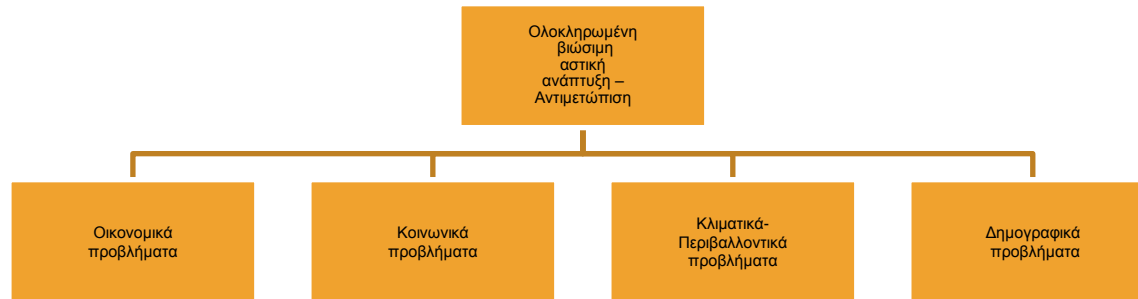 Ολοκληρωμένη
βιώσιμη
αστική
ανάπτυξη –
Αντιμετώπιση
Οικονομικά
προβλήματα
Κοινωνικά
προβλήματα
Κλιματικά-
Περιβαλλοντικά
προβλήματα
Δημογραφικά
προβλήματα